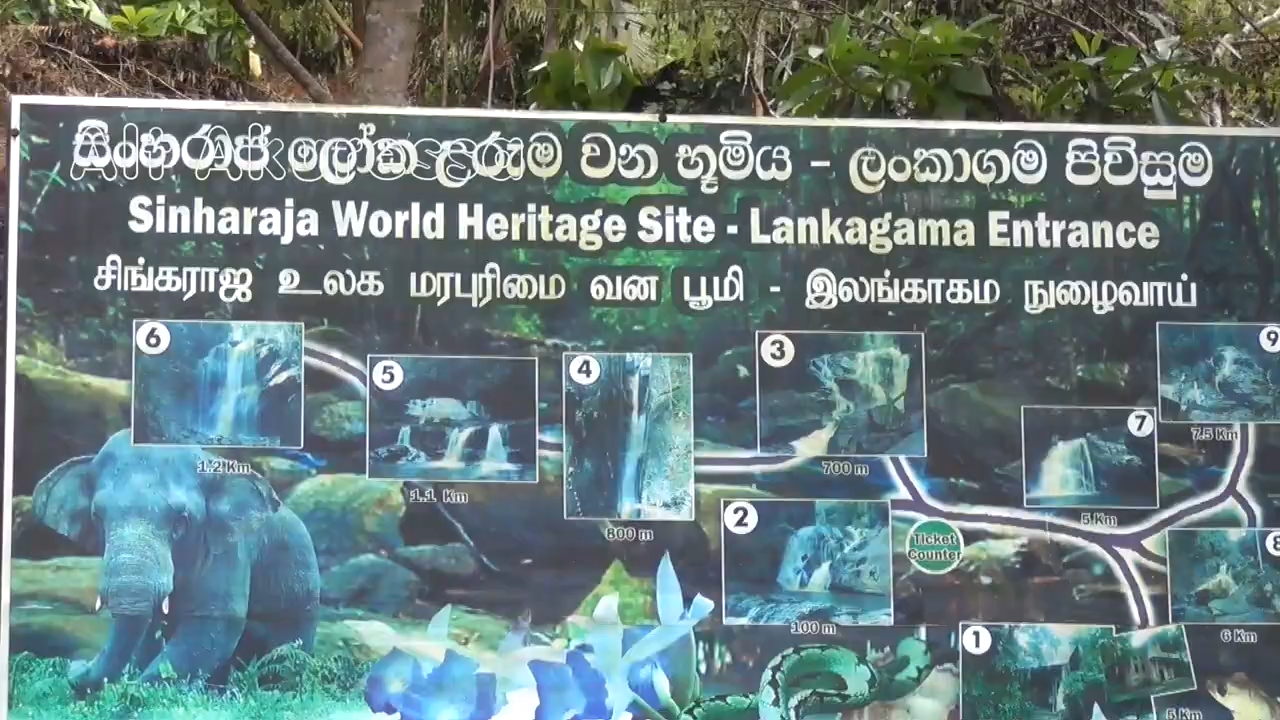 සිංහරාජ ලෝක උරුම වන භූමිය - ලංකාගම පිවිසුම
Sinharaja World Heritage Site - Lankagama Entrance
சிங்கராஜ உலக மரபுரிமை வன பூமி - இலங்காகம நுழைவாய்
6
1.2 Km
5
1.1 Km
4
800 m
3
700 m
2
100 m
Ticket
Counter
7
5 Km
9
7.5 Km
8
6 Km
1
5 Km